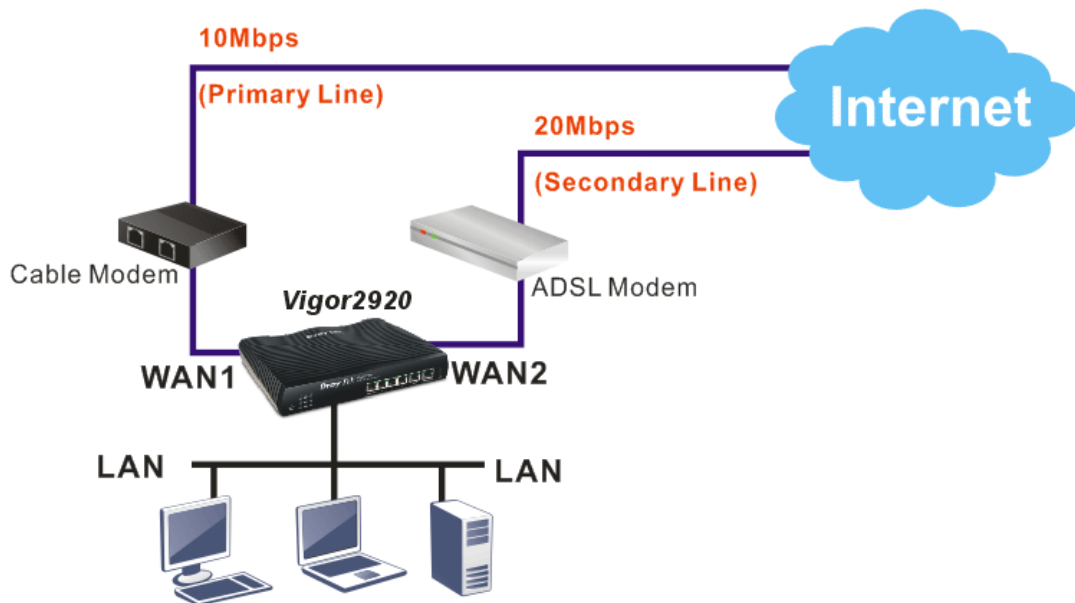 10Mbps
(Primary Line)
Internet
20Mbps
(Secondary Line)
Cable Modem
ADSL Modem
Vigor2920
WAN1
WAN2
LAN
LAN